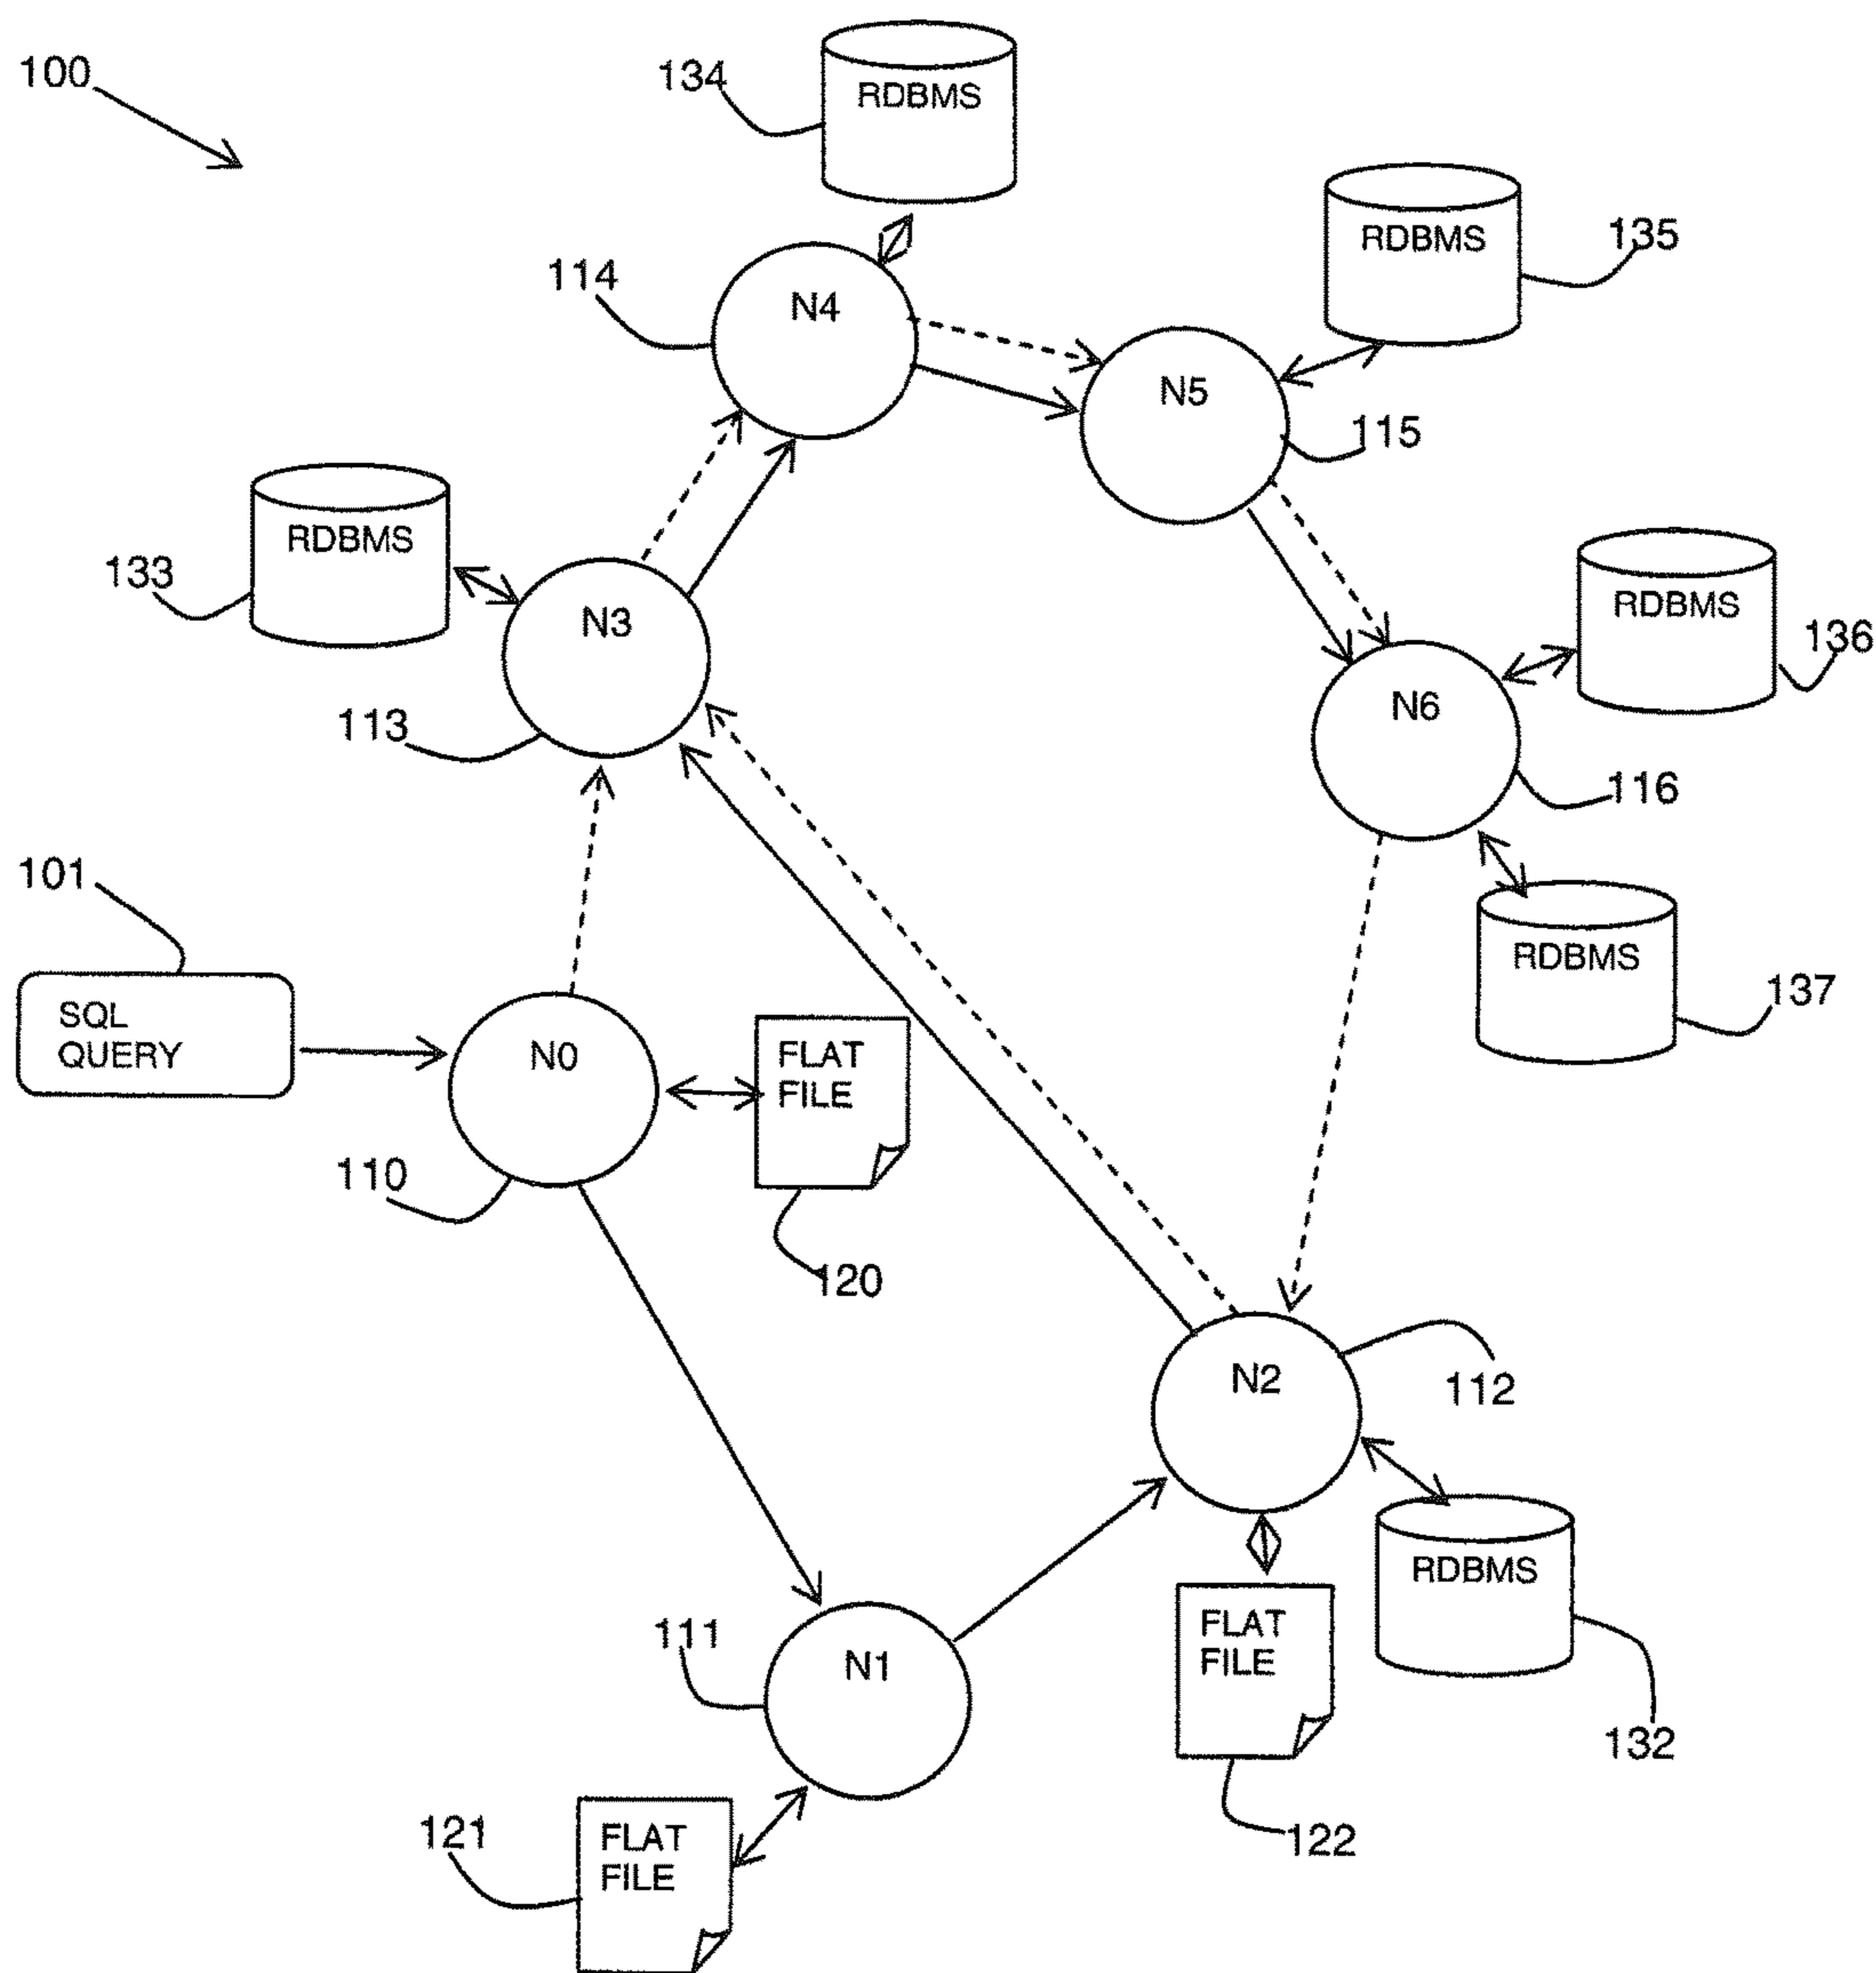 100
134
RDBMS
RDBMS
135
114
N4
N5
115
RDBMS
133
N3
RDBMS
136
N6
113
116
101
RDBMS
137
SQL
QUERY
N0
FLAT
FILE
110
120
N2
112
RDBMS
111
N1
FLAT
FILE
132
121
FLAT
FILE
122